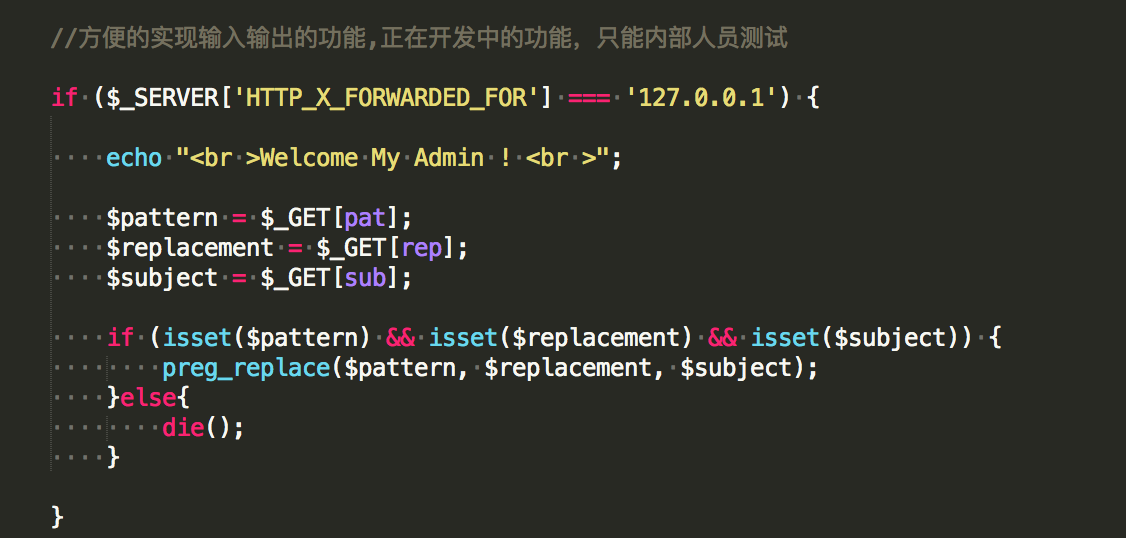 //方便的实现输入输出的功能,正在开发中的功能，只能内部人员测试
if ($_SERVER['HTTP_X_FORWARDED_FOR'] === '127.0.0.1') {
echo "<br >Welcome My Admin ! <br >";
$pattern = $_GET[pat];
$replacement = $_GET[rep];
$subject = $_GET[sub];
if (isset($pattern) && isset($replacement) && isset($subject)) {
preg_replace($pattern, $replacement, $subject);
}else{
die();
}
}